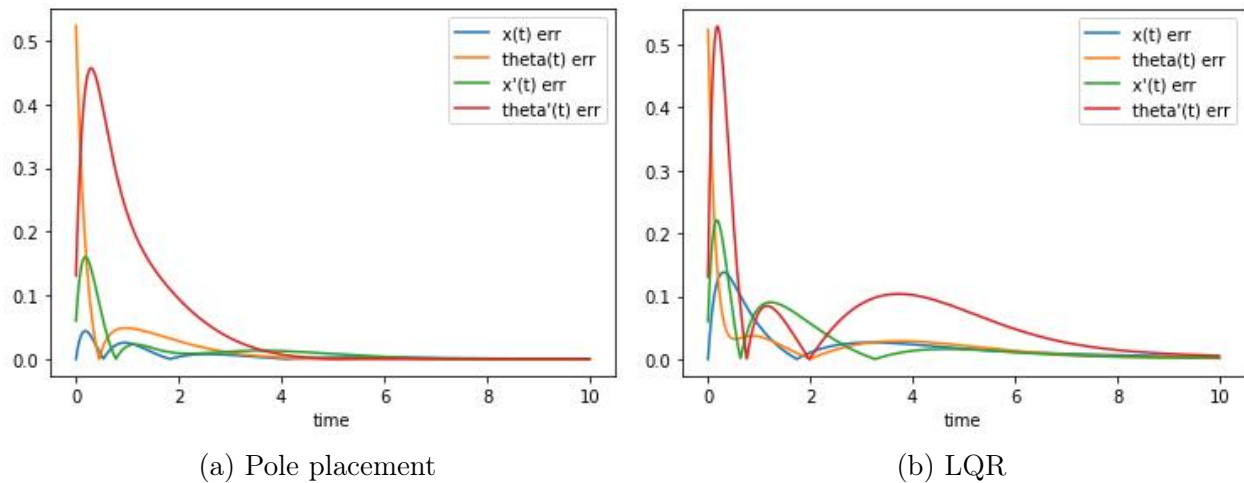 0.5
0.4
0.3
0.2
0.1
0.0
x(t) err
theta(t) err
x'(t) err
theta'(t) err
0 2 4 6 8 10
time
(a) Pole placement
0.5
0.4
0.3
0.2
0.1
0.0
x(t) err
theta(t) err
x'(t) err
theta'(t) err
0 2 4 6 8 10
time
(b) LQR